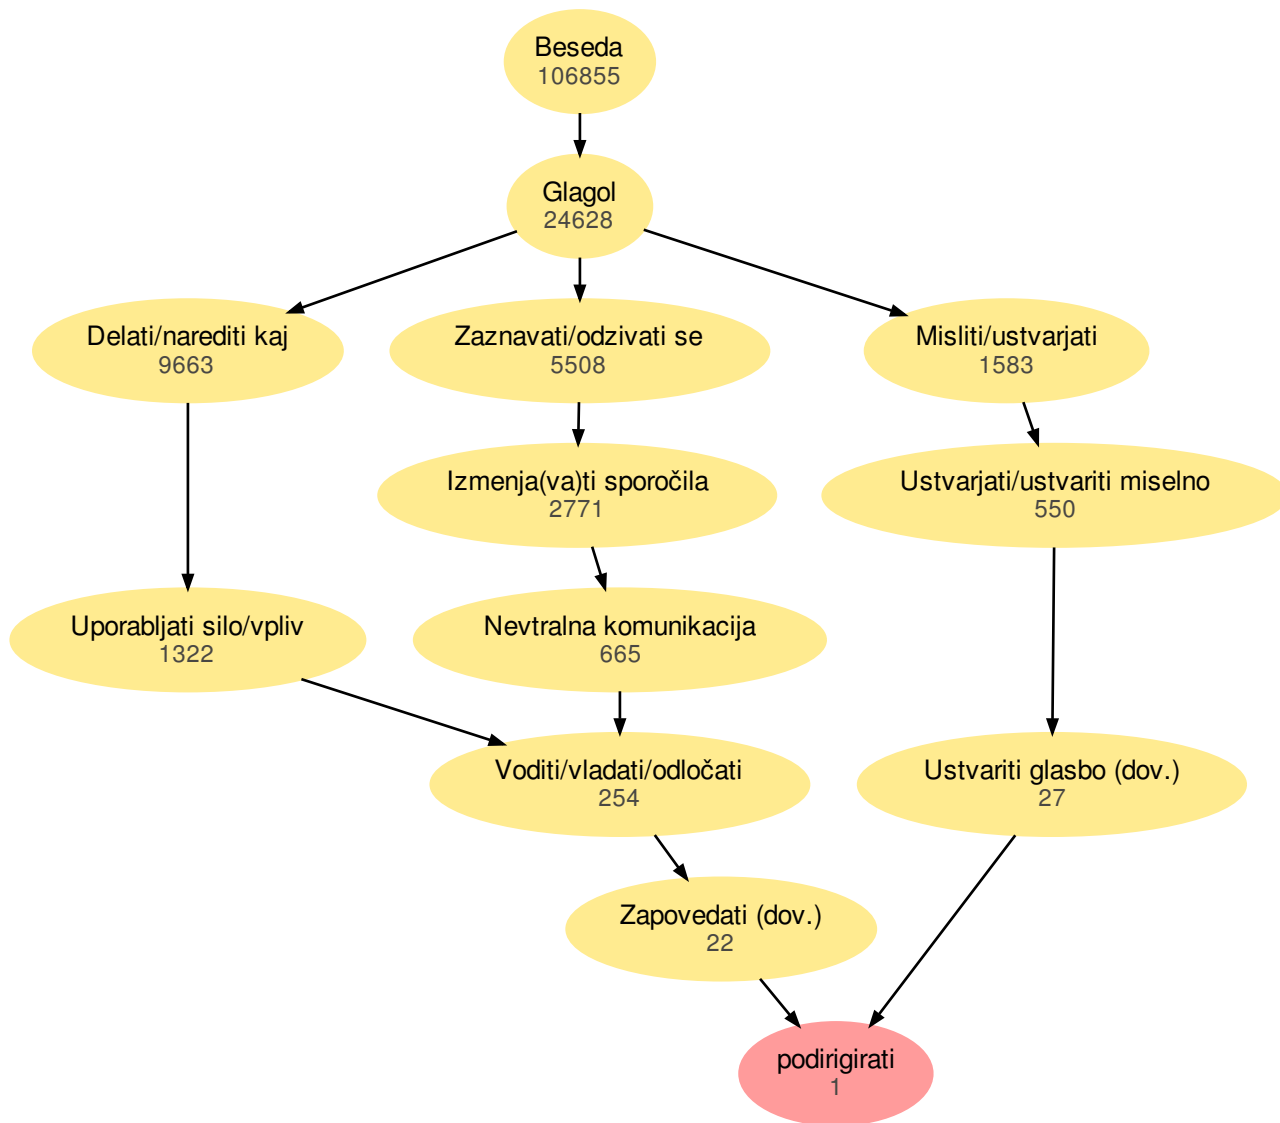 Beseda
106855
Glagol
24628
Delati/narediti kaj
9663
Zaznavati/odzivati se
5508
Misliti/ustvarjati
1583
Izmenja(va)ti sporočila
2771
Ustvarjati/ustvariti miselno
550
Uporabljati silo/vpliv
1322
Nevtralna komunikacija
665
Voditi/vladati/odločati
254
Ustvariti glasbo (dov.)
27
Zapovedati (dov.)
22
podirigirati
1